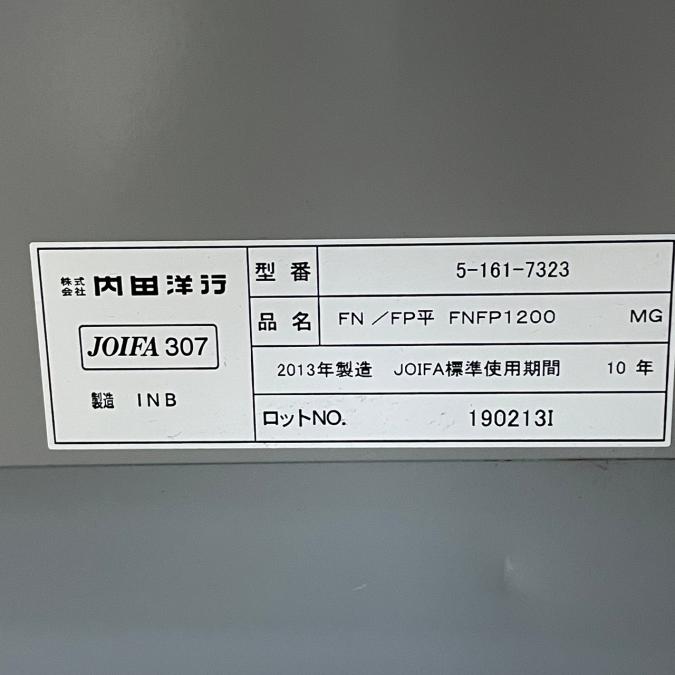 株式会社 内田洋行
JOIFA 307
製造 INB
型番 5-161-7323
品名 FN／FP平 FNFP1200 MG
2013年製造 JOIFA標準使用期間 10年
ロットNO. 190213I